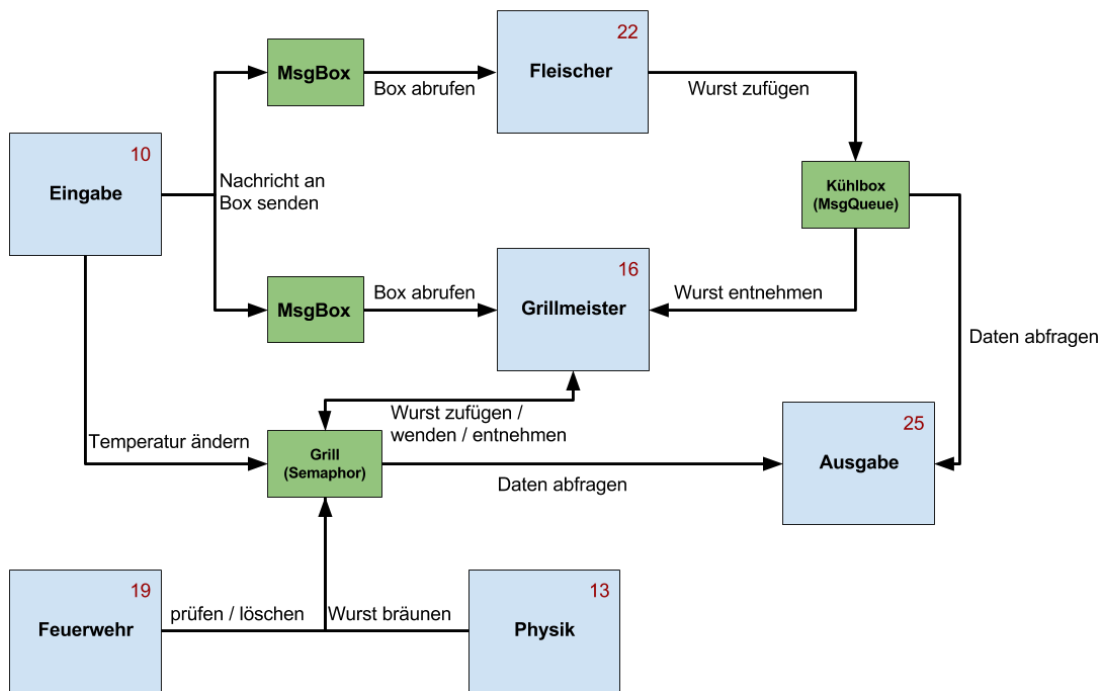 22
MsgBox
Box abrufen
Fleischer
Wurst zufügen
10
Eingabe
Nachricht an
Box senden
Kühlbox
(MsgQueue)
16
MsgBox
Box abrufen
Grillmeister
Wurst entnehmen
Daten abfragen
Wurst zufügen /
wenden / entnehmen
Temperatur ändern
Grill
(Semaphor)
Daten abfragen
25
Ausgabe
19
Feuerwehr
prüfen / löschen
Wurst bräunen
13
Physik